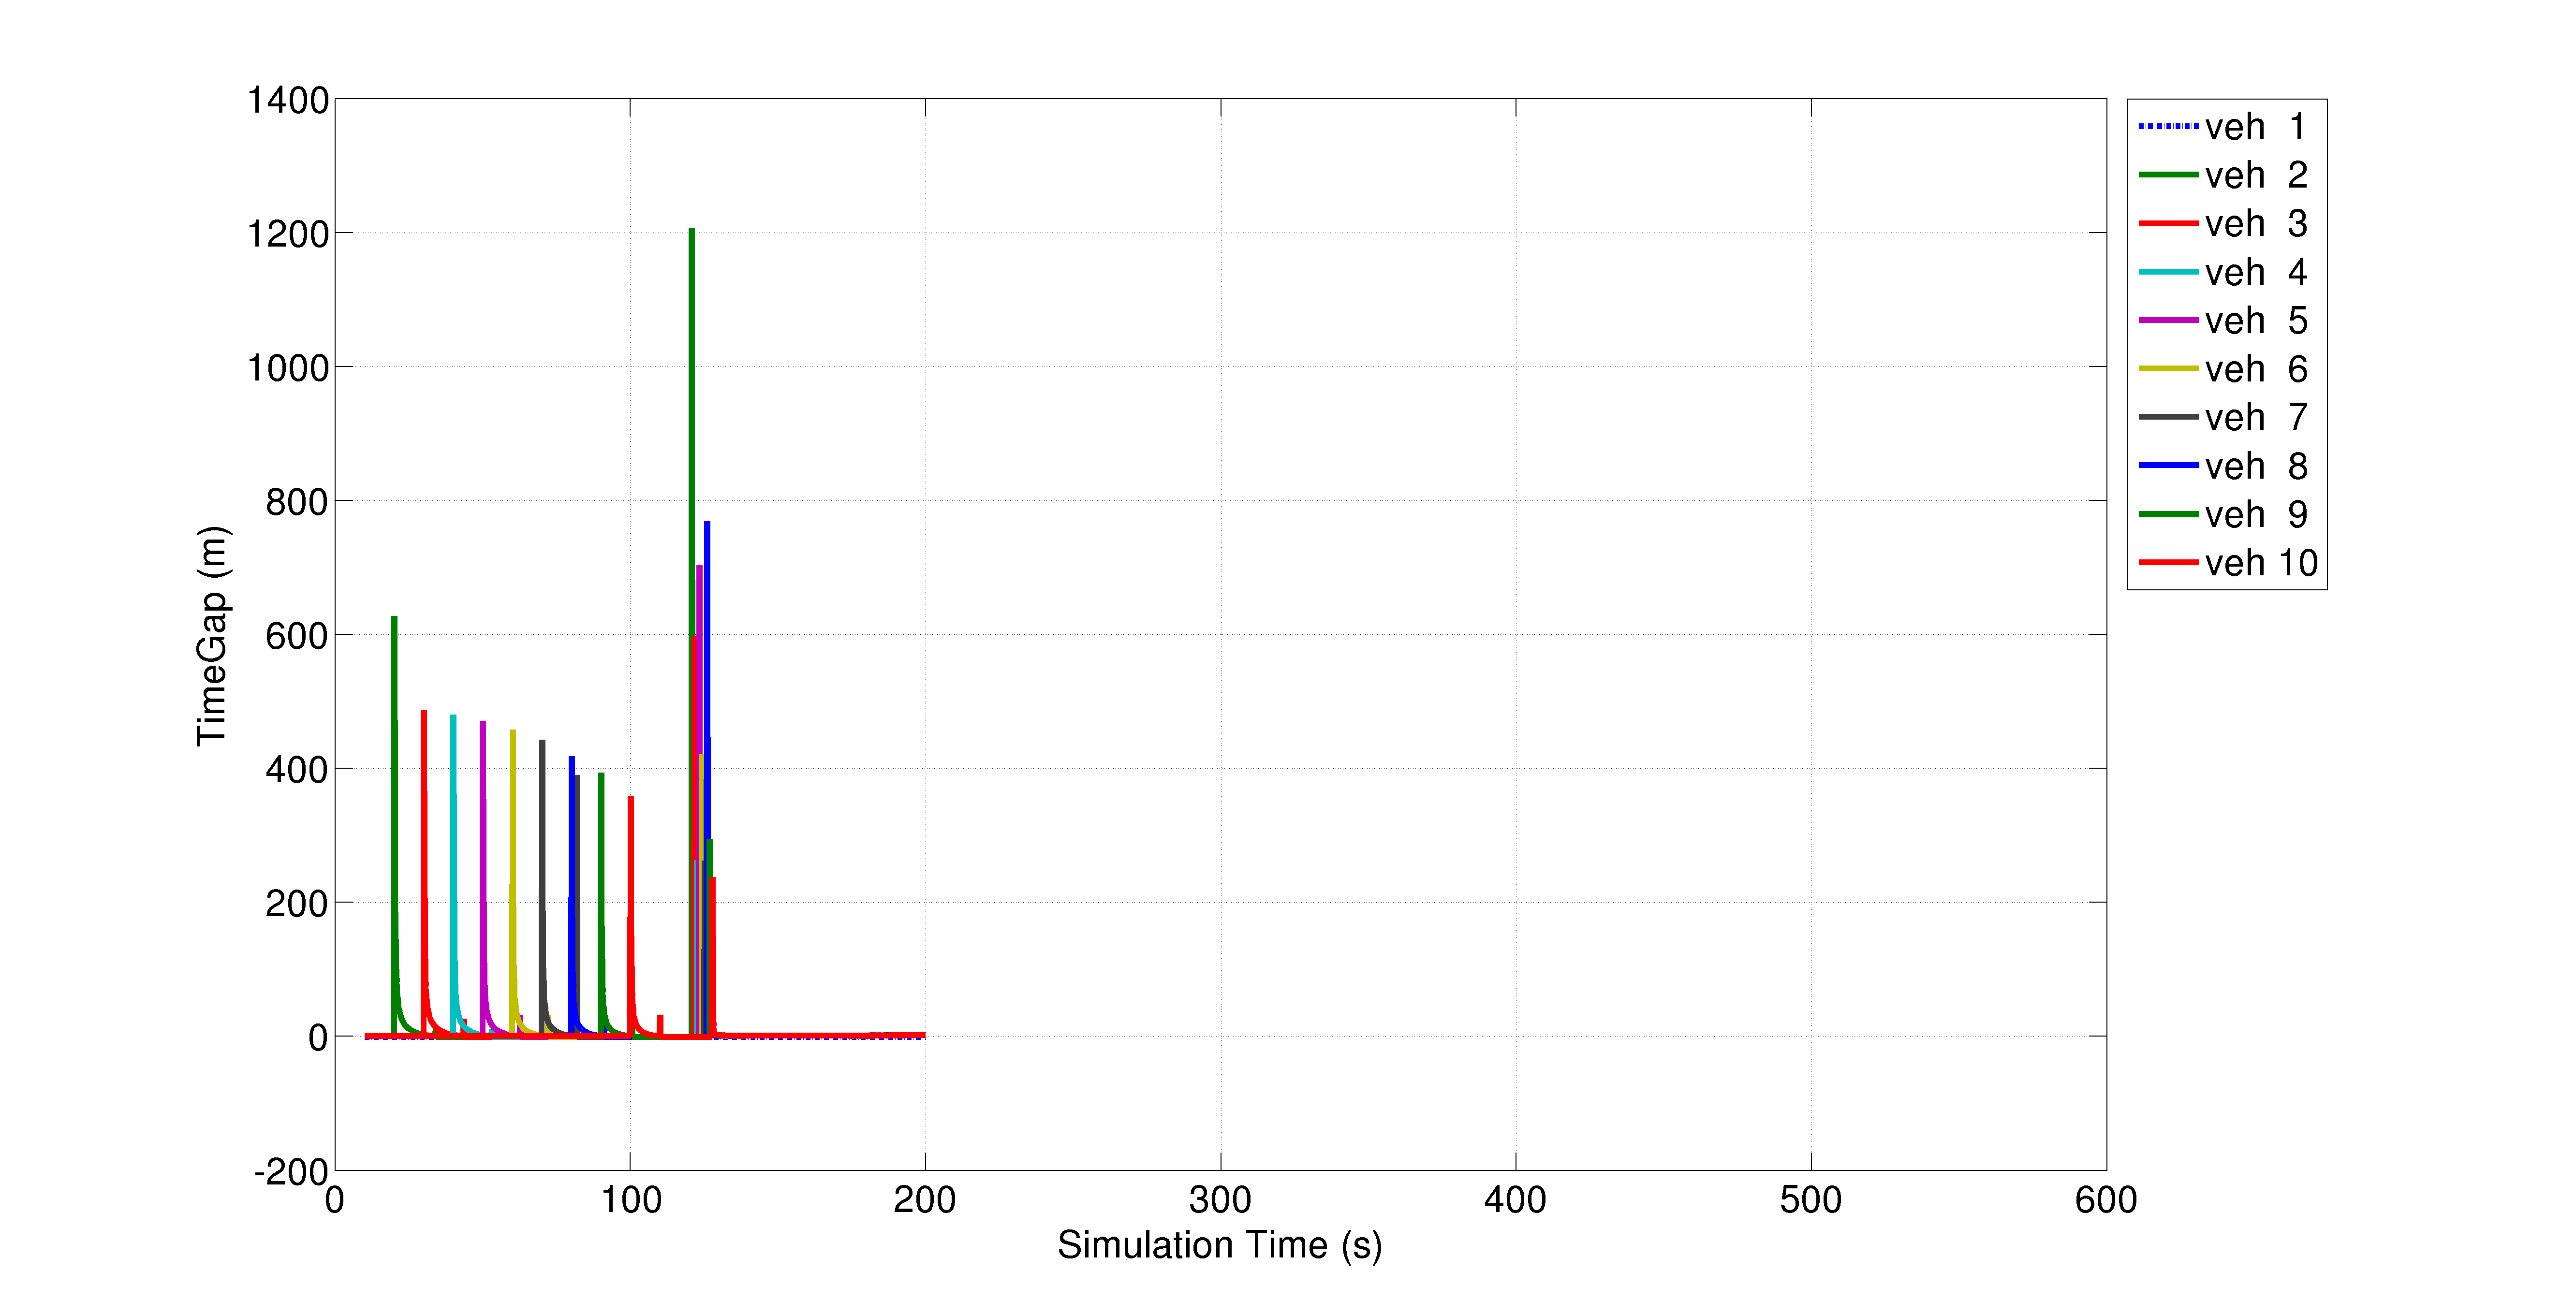 1400
1200
1000
800
600
400
200
0
-200
TimeGap (m)
0 100 200 300 400 500 600
Simulation Time (s)
veh 1
veh 2
veh 3
veh 4
veh 5
veh 6
veh 7
veh 8
veh 9
veh 10